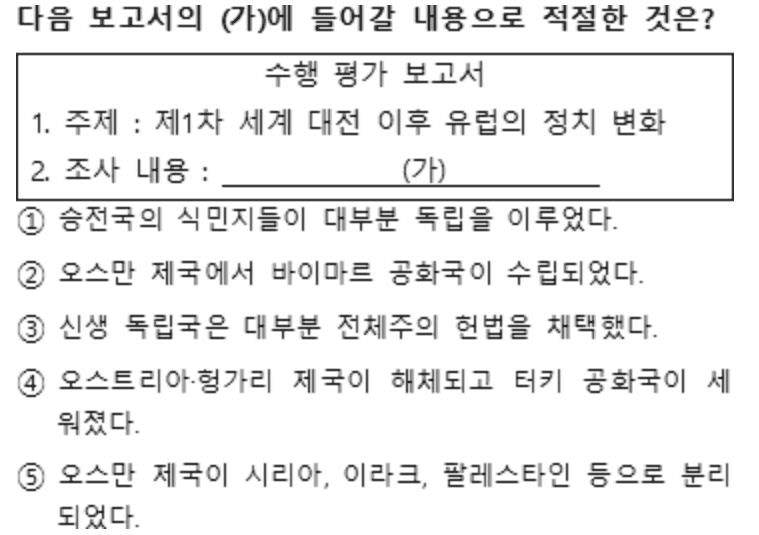 다음 보고서의 (가)에 들어갈 내용으로 적절한 것은?
수행 평가 보고서
1. 주제 : 제1차 세계 대전 이후 유럽의 정치 변화
2. 조사 내용 : (가)
① 승전국의 식민지들이 대부분 독립을 이루었다.
② 오스만 제국에서 바이마르 공화국이 수립되었다.
③ 신생 독립국은 대부분 전체주의 헌법을 채택했다.
④ 오스트리아·헝가리 제국이 해체되고 터키 공화국이 세
워졌다.
⑤ 오스만 제국이 시리아, 이라크, 팔레스타인 등으로 분리
되었다.